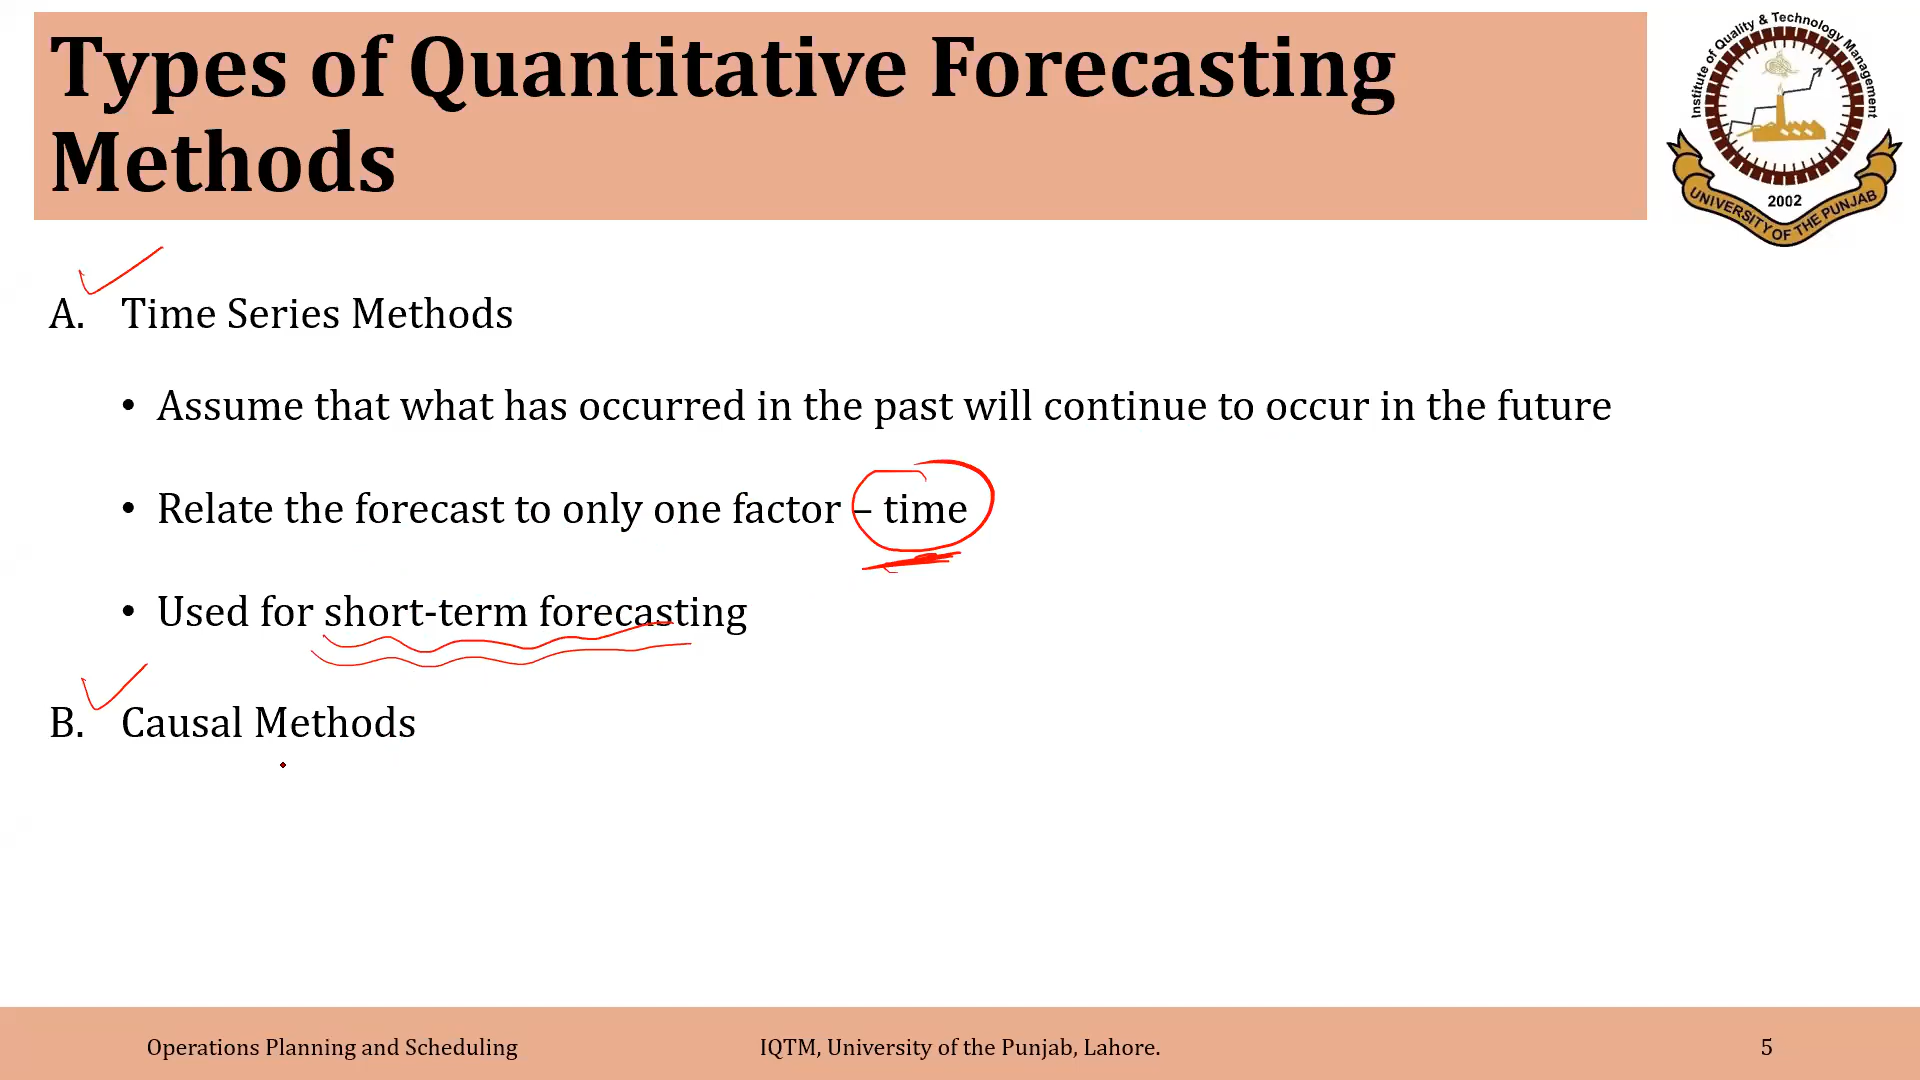 Types of Quantitative Forecasting
Methods
Institute of Quality & Technology Management
2002
UNIVERSITY OF THE PUNJAB
A. Time Series Methods
• Assume that what has occurred in the past will continue to occur in the future
• Relate the forecast to only one factor – time
• Used for short-term forecasting
B. Causal Methods
Operations Planning and Scheduling
IQTM, University of the Punjab, Lahore.
5